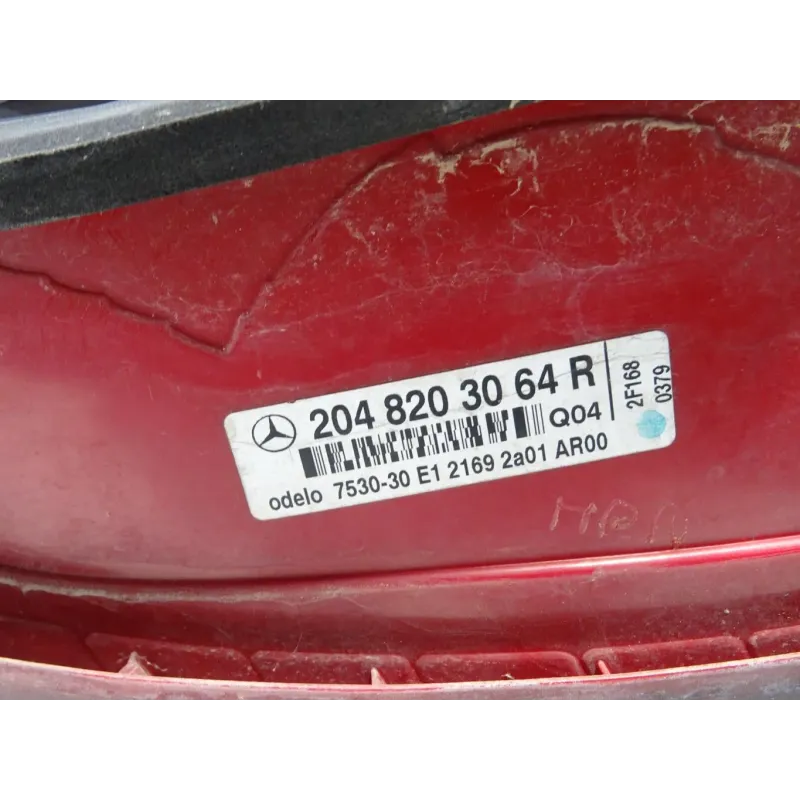 204 820 30 64 R
Q04
odelo 7530-30 E1 2169 2a01 AR00
2F168
0379